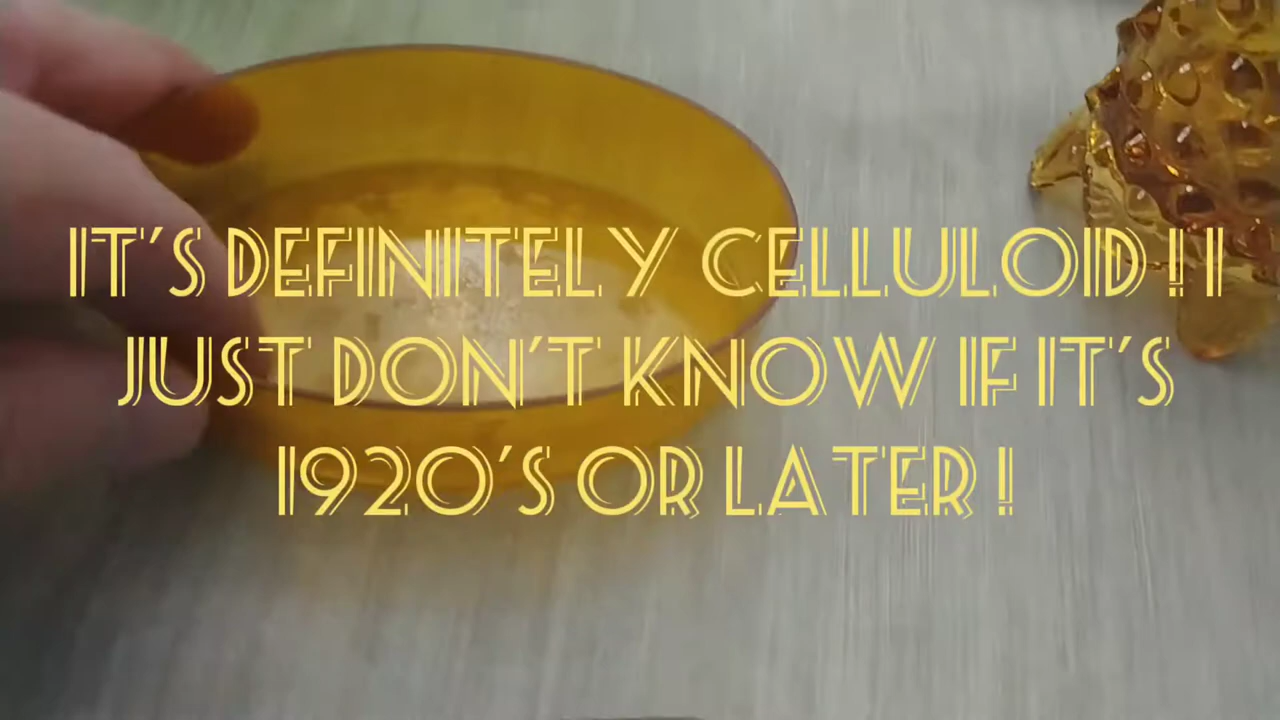 IT'S DEFINITELY CELLULOID! I
JUST DON'T KNOW IF IT'S
1920'S OR LATER!